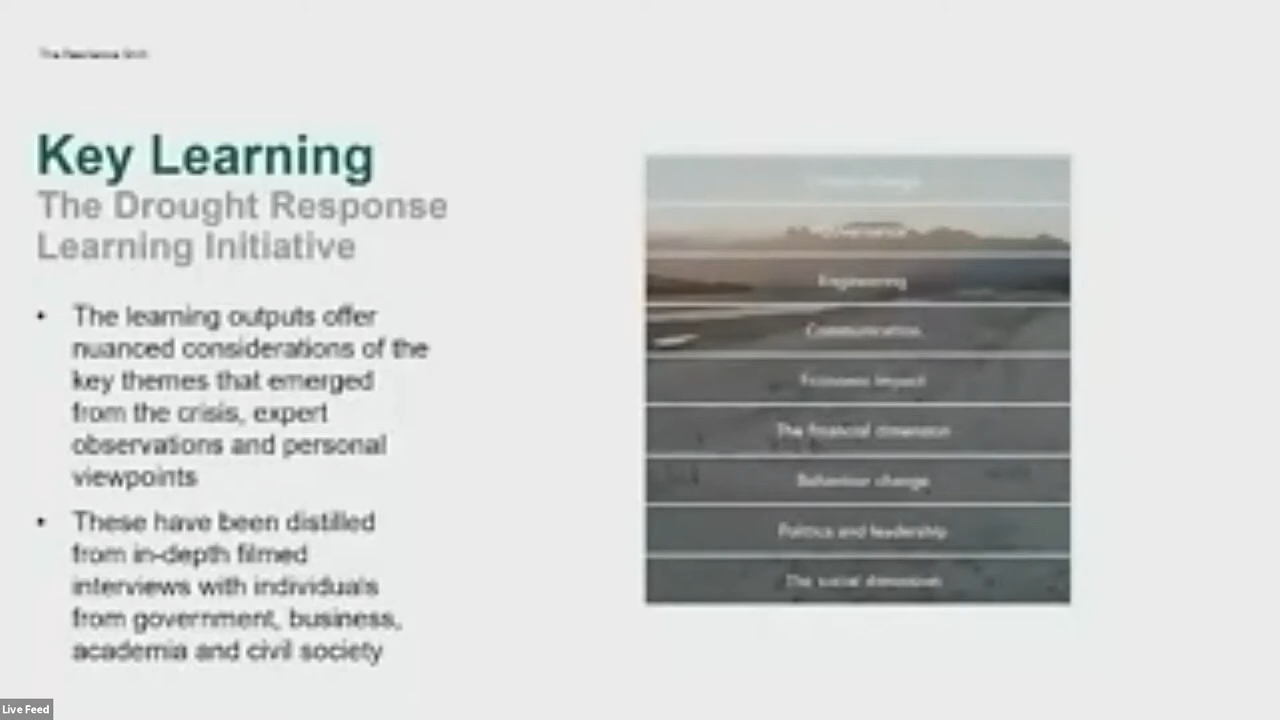 The Resilience Shift
Key Learning
The Drought Response
Learning Initiative
• The learning outputs offer
nuanced considerations of the
key themes that emerged
from the crisis, expert
observations and personal
viewpoints
• These have been distilled
from in-depth filmed
interviews with individuals
from government, business,
academia and civil society
Engineering
Communication
Economic impact
The financial dimension
Behaviour change
Politics and leadership
The social dimension
Live Feed